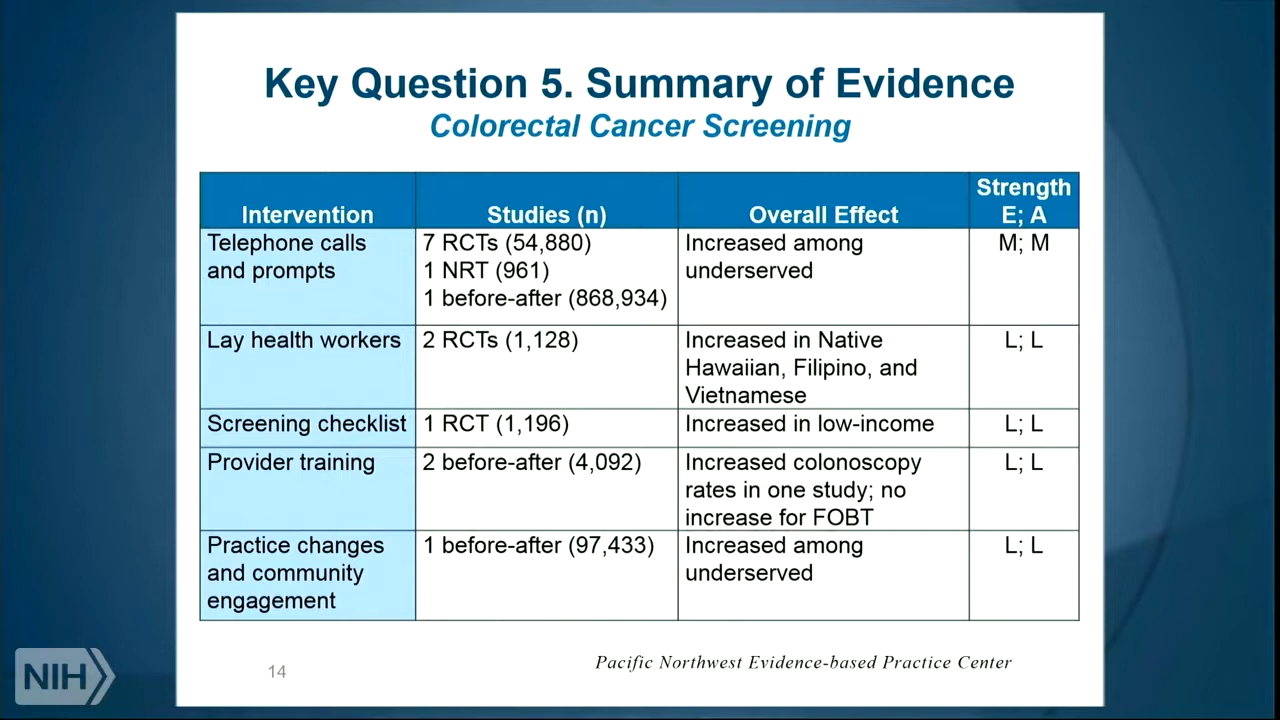 Key Question 5. Summary of Evidence
Colorectal Cancer Screening
Intervention Studies (n) Overall Effect Strength E; A
Telephone calls and prompts
7 RCTs (54,880)
1 NRT (961)
1 before-after (868,934)
Increased among underserved
M; M
Lay health workers
2 RCTs (1,128)
Increased in Native Hawaiian, Filipino, and Vietnamese
L; L
Screening checklist
1 RCT (1,196)
Increased in low-income
L; L
Provider training
2 before-after (4,092)
Increased colonoscopy rates in one study; no increase for FOBT
L; L
Practice changes and community engagement
1 before-after (97,433)
Increased among underserved
L; L
NIH
14
Pacific Northwest Evidence-based Practice Center